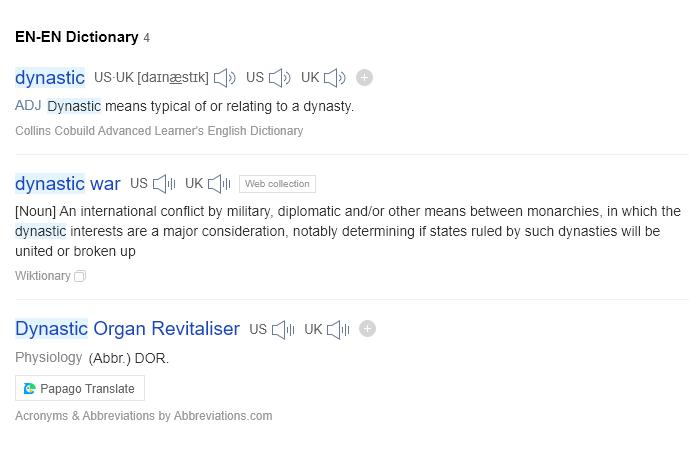 EN-EN Dictionary 4
dynastic US·UK [daɪnæstɪk] US UK
ADJ Dynastic means typical of or relating to a dynasty.
Collins Cobuild Advanced Learner's English Dictionary
dynastic war US UK Web collection
[Noun] An international conflict by military, diplomatic and/or other means between monarchies, in which the
dynastic interests are a major consideration, notably determining if states ruled by such dynasties will be
united or broken up
Wiktionary
Dynastic Organ Revitaliser US UK
Physiology (Abbr.) DOR.
Papago Translate
Acronyms & Abbreviations by Abbreviations.com